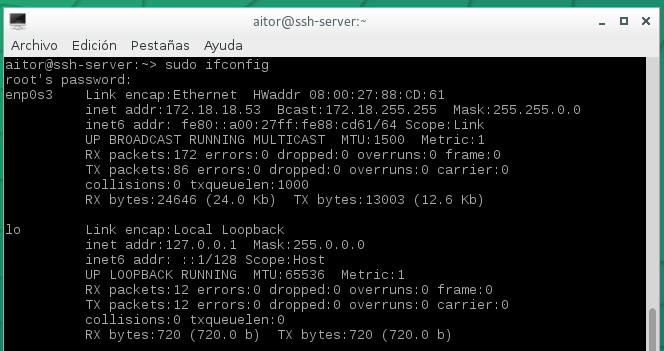 aitor@ssh-server:~
Archivo Edición Pestañas Ayuda
aitor@ssh-server:~> sudo ifconfig
root's password:
enp0s3    Link encap:Ethernet  HWaddr 08:00:27:88:CD:61
          inet addr:172.18.18.53  Bcast:172.18.255.255  Mask:255.255.0.0
          inet6 addr: fe80::a00:27ff:fe88:cd61/64 Scope:Link
          UP BROADCAST RUNNING MULTICAST  MTU:1500  Metric:1
          RX packets:172 errors:0 dropped:0 overruns:0 frame:0
          TX packets:86 errors:0 dropped:0 overruns:0 carrier:0
          collisions:0 txqueuelen:1000
          RX bytes:24646 (24.0 Kb)  TX bytes:13003 (12.6 Kb)
lo        Link encap:Local Loopback
          inet addr:127.0.0.1  Mask:255.0.0.0
          inet6 addr: ::1/128 Scope:Host
          UP LOOPBACK RUNNING  MTU:65536  Metric:1
          RX packets:12 errors:0 dropped:0 overruns:0 frame:0
          TX packets:12 errors:0 dropped:0 overruns:0 carrier:0
          collisions:0 txqueuelen:0
          RX bytes:720 (720.0 b)  TX bytes:720 (720.0 b)